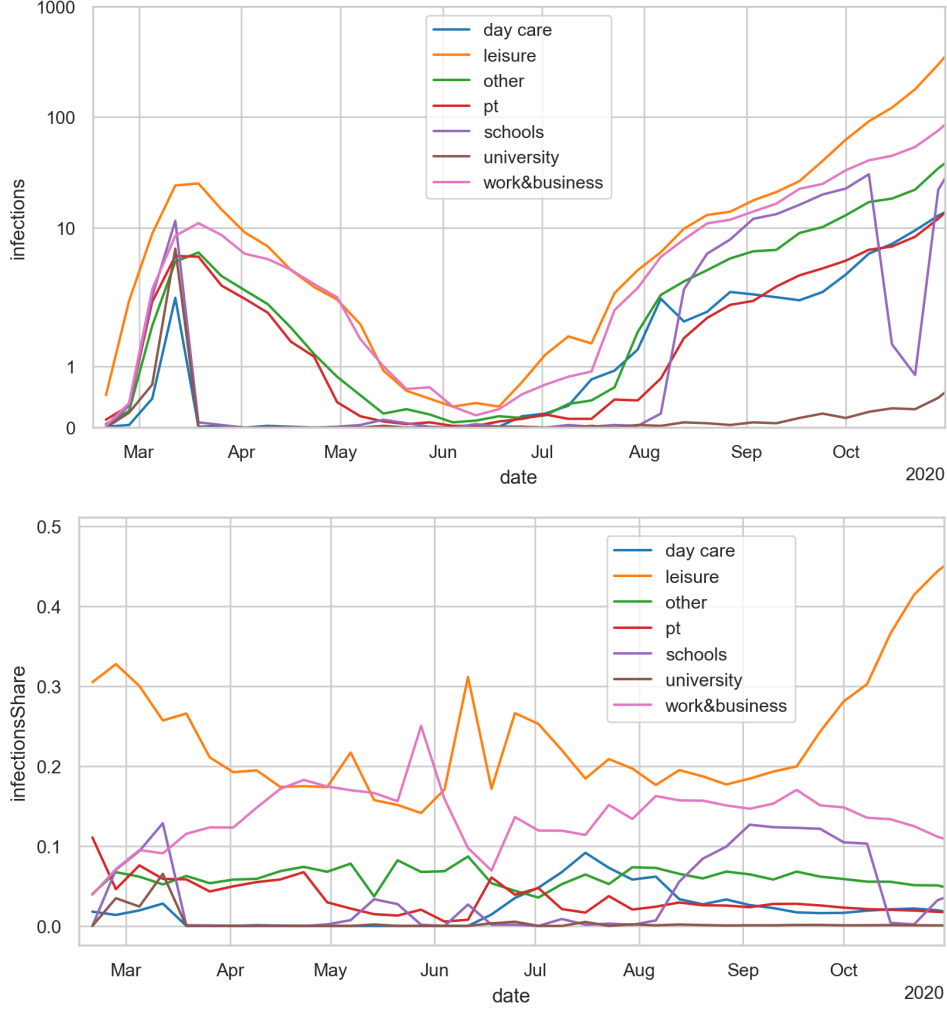 1000
100
10
1
0
infections
day care
leisure
other
pt
schools
university
work&business
Mar
Apr
May
Jun
Jul
Aug
Sep
Oct
date
2020
0.5
0.4
0.3
0.2
0.1
0.0
infectionsShare
day care
leisure
other
pt
schools
university
work&business
Mar
Apr
May
Jun
Jul
Aug
Sep
Oct
date
2020